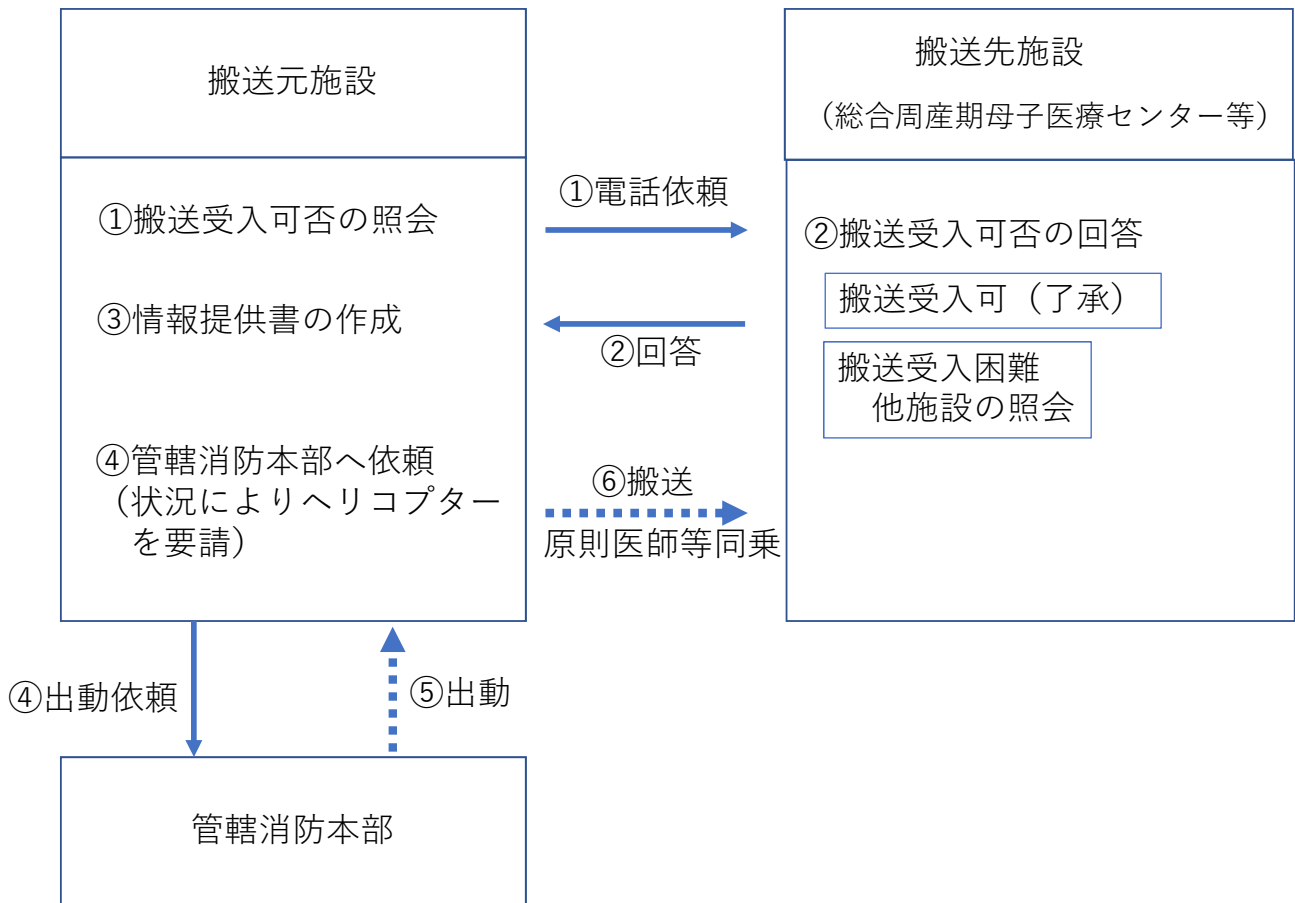 搬送元施設
搬送先施設
（総合周産期母子医療センター等）
①搬送受入可否の照会
③情報提供書の作成
④管轄消防本部へ依頼
（状況によりヘリコプター
を要請）
①電話依頼
②回答
⑥搬送
原則医師等同乗
②搬送受入可否の回答
搬送受入可（了承）
搬送受入困難
他施設の照会
④出動依頼
⑤出動
管轄消防本部